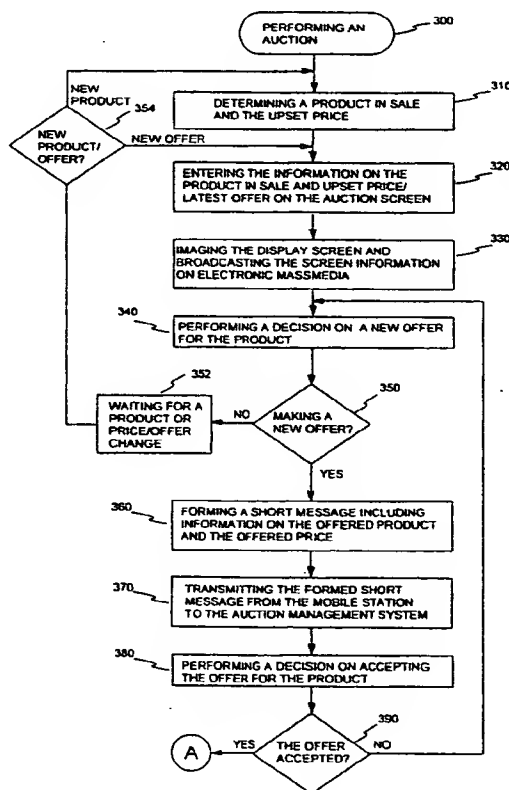 PERFORMING AN
AUCTION
300
NEW
PRODUCT
354
DETERMINING A PRODUCT IN SALE
AND THE UPSET PRICE
310
NEW
PRODUCT/
OFFER?
NEW OFFER
ENTERING THE INFORMATION ON THE
PRODUCT IN SALE AND UPSET PRICE/
LATEST OFFER ON THE AUCTION SCREEN
320
IMAGING THE DISPLAY SCREEN AND
BROADCASTING THE SCREEN INFORMATION
ON ELECTRONIC MASSMEDIA
330
340
PERFORMING A DECISION ON A NEW OFFER
FOR THE PRODUCT
352
WAITING FOR A
PRODUCT OR
PRICE/OFFER
CHANGE
NO
350
MAKING A
NEW OFFER?
YES
360
FORMING A SHORT MESSAGE INCLUDING
INFORMATION ON THE OFFERED PRODUCT
AND THE OFFERED PRICE
370
TRANSMITTING THE FORMED SHORT
MESSAGE FROM THE MOBILE STATION
TO THE AUCTION MANAGEMENT SYSTEM
380
PERFORMING A DECISION ON ACCEPTING
THE OFFER FOR THE PRODUCT
390
A
YES
THE OFFER
ACCEPTED?
NO